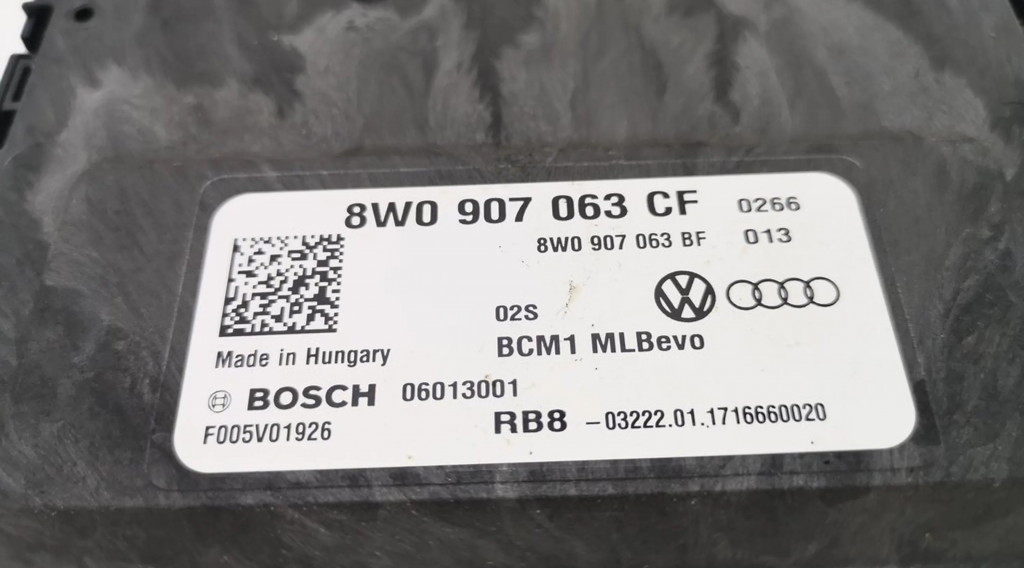 8W0 907 063 CF 0266
8W0 907 063 BF 013
02S
BCM1 MLBevo
Made in Hungary
BOSCH 06013001
RB8 –03222.01.1716660020
F005V01926